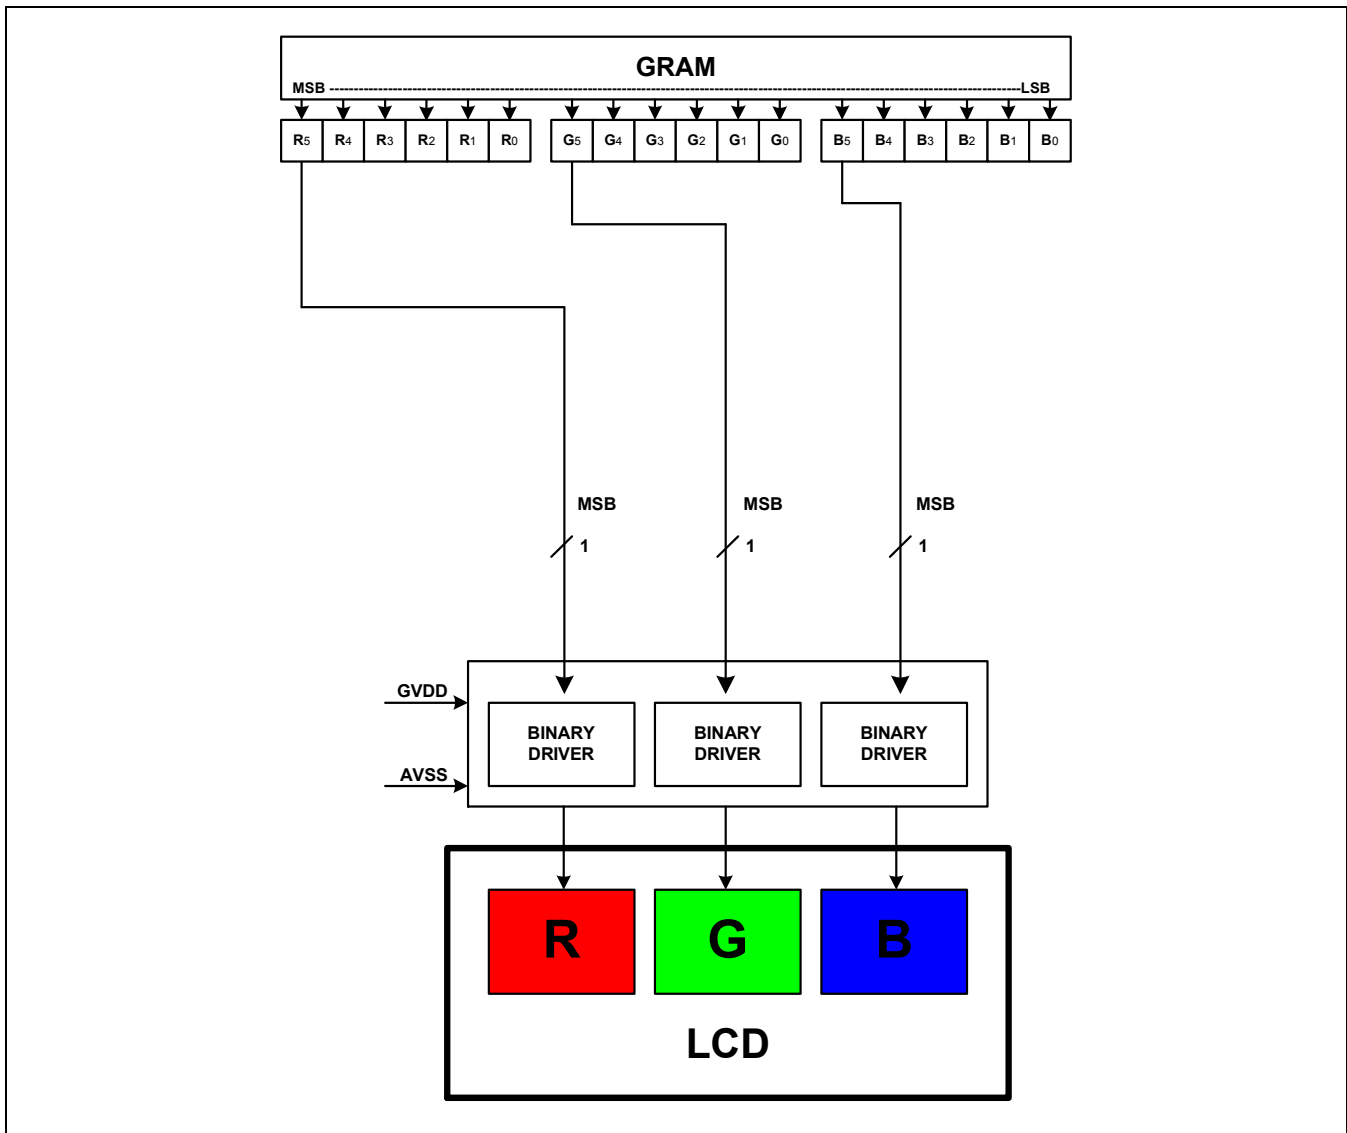 GRAM
MSB ------------------------------------------------------------------------------------------LSB
R5 R4 R3 R2 R1 R0 G5 G4 G3 G2 G1 G0 B5 B4 B3 B2 B1 B0
MSB MSB MSB
1 1 1
GVDD
BINARY DRIVER
BINARY DRIVER
BINARY DRIVER
AVSS
R G B
LCD